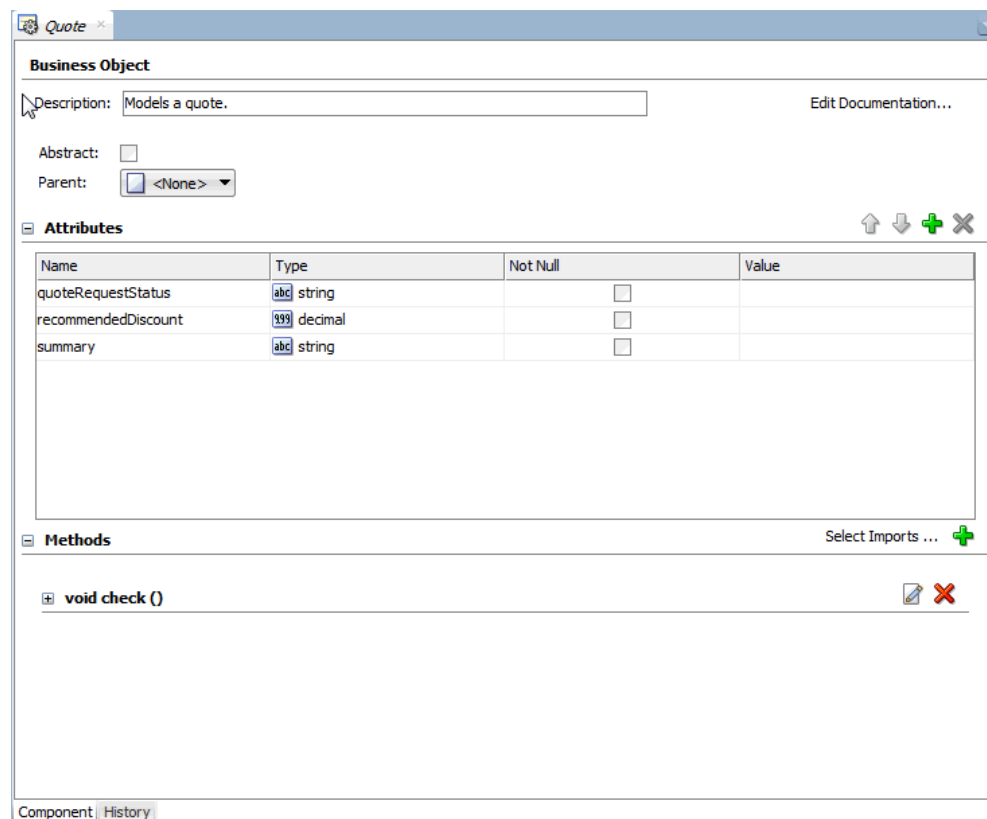 Quote
Business Object
Description: Models a quote. Edit Documentation...
Abstract:
Parent: <None>
Attributes
Name Type Not Null Value
quoteRequestStatus abc string
recommendedDiscount 999 decimal
summary abc string
Methods Select Imports ...
void check ()
Component History